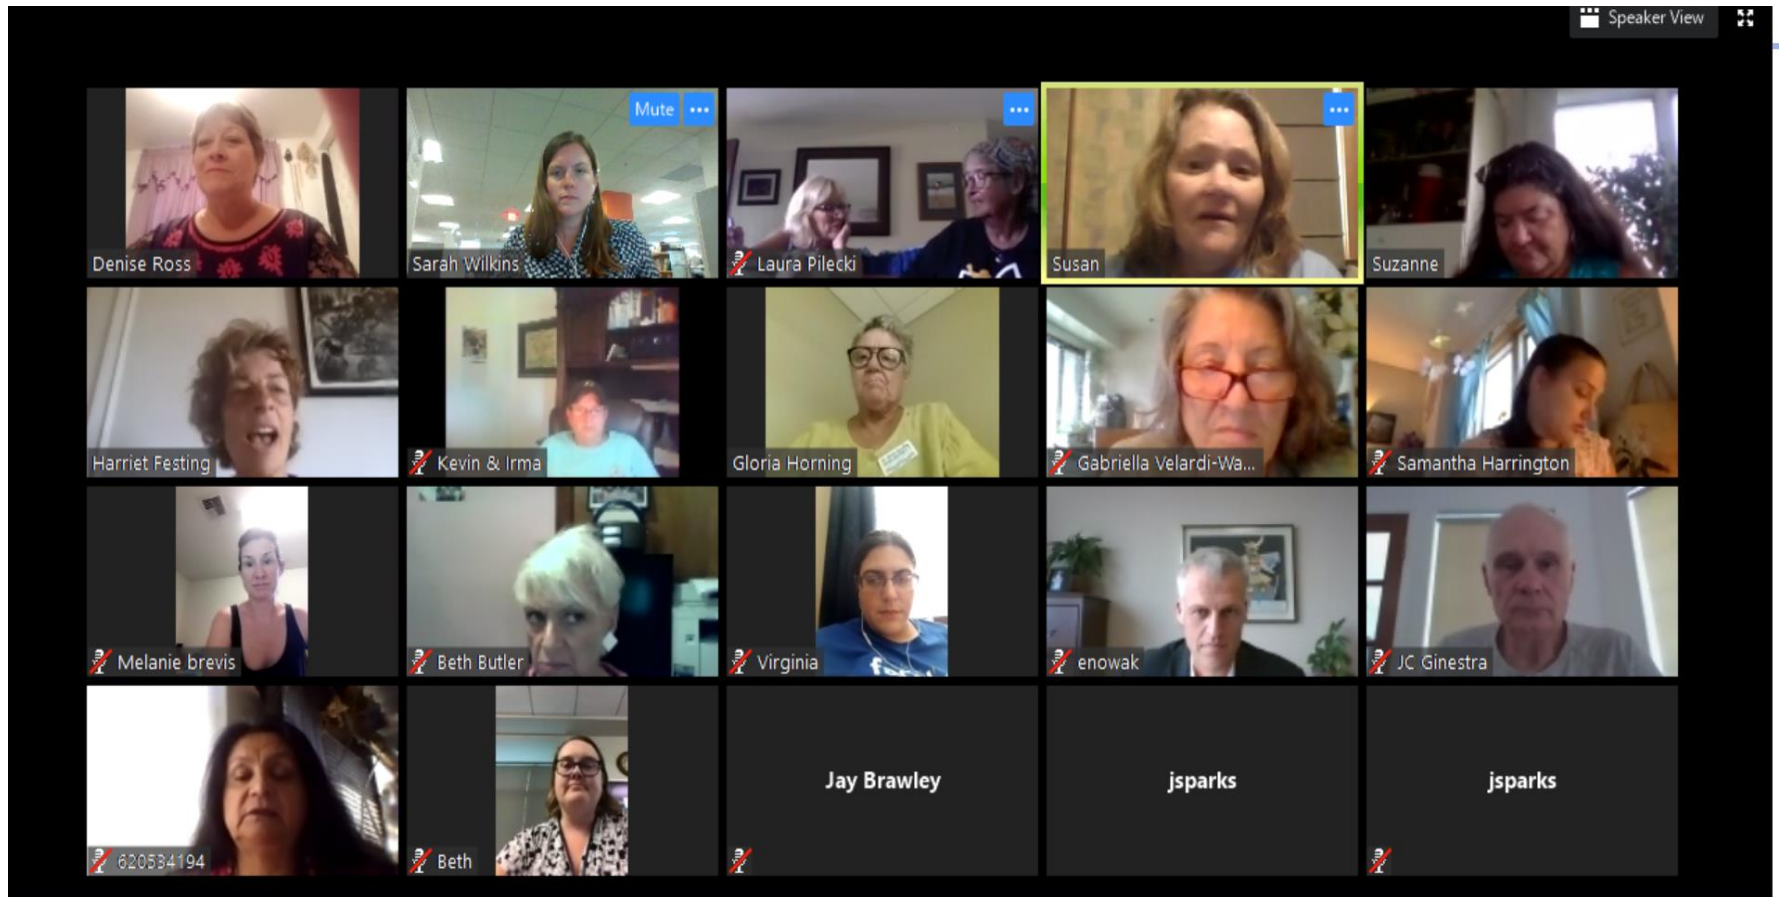 Speaker View
Mute
Denise Ross
Sarah Wilkins
Laura Pilecki
Susan
Suzanne
Harriet Festing
Kevin & Irma
Gloria Horning
Gabriella Velardi-Wa...
Samantha Harrington
Melanie brevis
Beth Butler
Virginia
enowak
JC Ginestra
620534194
Beth
Jay Brawley
jsparks
jsparks